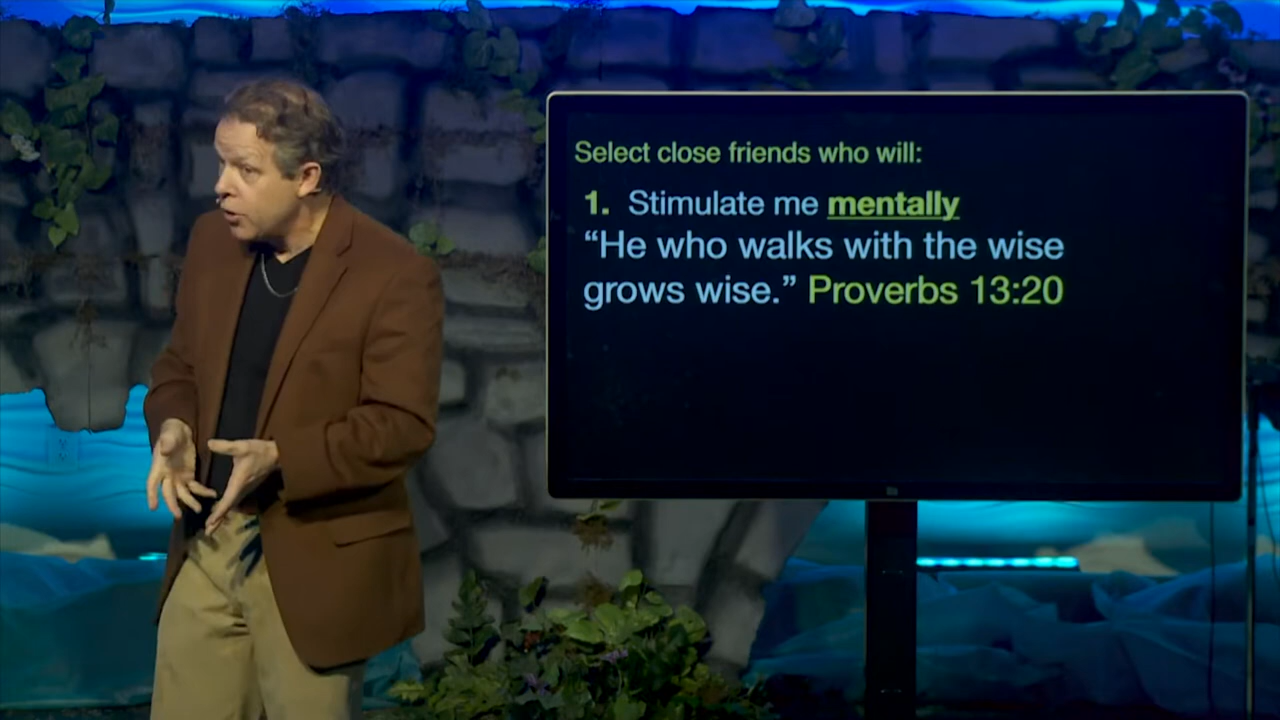 Select close friends who will:
1. Stimulate me mentally
“He who walks with the wise
grows wise.” Proverbs 13:20